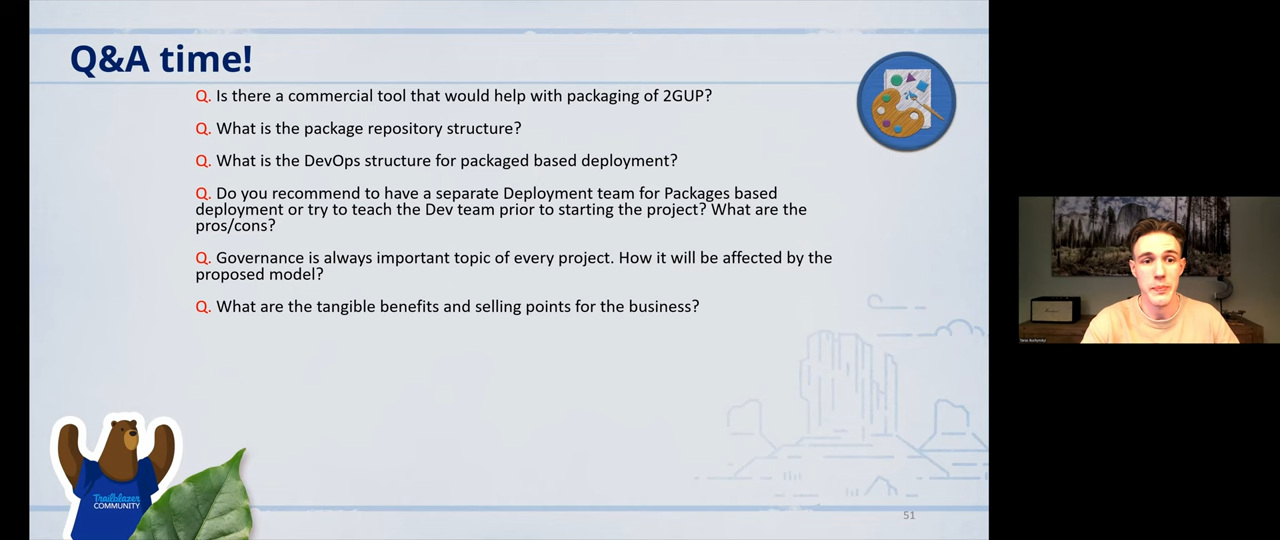 Q&A time!
Q. Is there a commercial tool that would help with packaging of 2GUP?
Q. What is the package repository structure?
Q. What is the DevOps structure for packaged based deployment?
Q. Do you recommend to have a separate Deployment team for Packages based
deployment or try to teach the Dev team prior to starting the project? What are the
pros/cons?
Q. Governance is always important topic of every project. How it will be affected by the
proposed model?
Q. What are the tangible benefits and selling points for the business?
Trailblazer
COMMUNITY
51